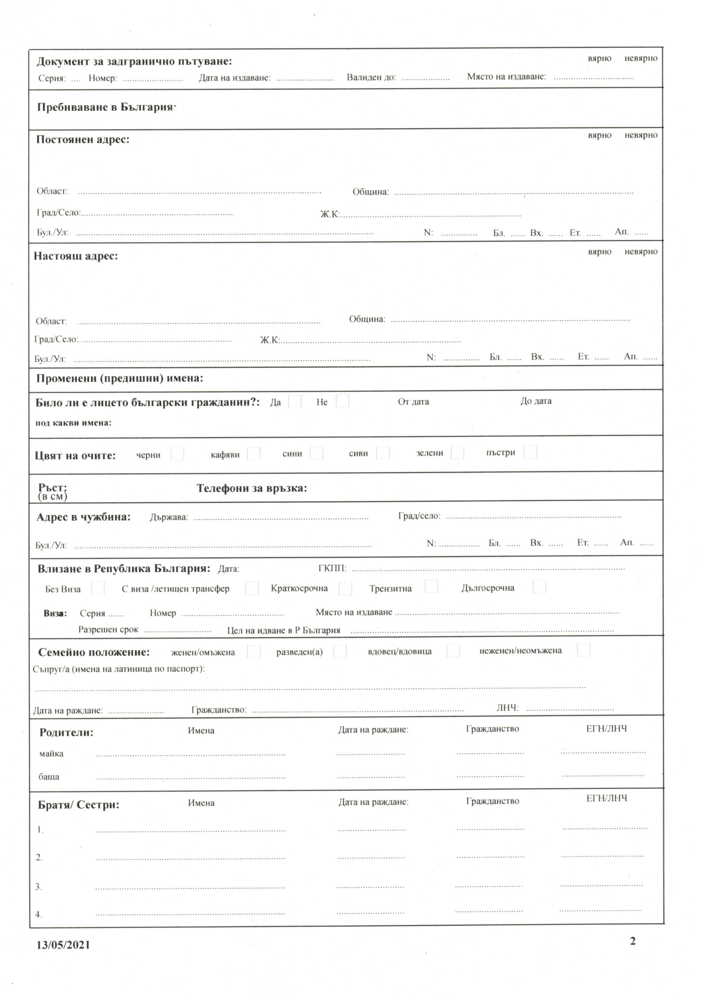 Документ за задгранично пътуване: вярно невярно
Серия: .... Номер: ........................ Дата на издаване: ....................... Валиден до: ................... Място на издаване: ................................
Пребиваване в България:
Постоянен адрес: вярно невярно
Област: ................................................................ Община: ................................................................
Град/Село:................................................ Ж.К:................................................
Бул./Ул: ................................................................ N: .............. Бл. ...... Вх. ...... Ет. ...... Ап. ......
Настоящ адрес: вярно невярно
Област: ................................................................ Община: ................................................................
Град/Село:................................................ Ж.К:................................................
Бул./Ул: ................................................................ N: .............. Бл. ...... Вх. ...... Ет. ...... Ап. ......
Променени (предишни) имена:
Било ли е лицето български гражданин?: Да Не От дата До дата
под какви имена:
Цвят на очите: черни кафяви сини сиви зелени пъстри
Ръст: Телефони за връзка:
(в см)
Адрес в чужбина: Държава: ................................................ Град/село: ................................................
Бул./Ул: ................................................................ N: ................ Бл. ...... Вх. ...... Ет. ...... Ап. ......
Влизане в Република България: Дата: ГКПП: ................................................................
Без Виза С виза /летищен трансфер Краткосрочна Трензитна Дългосрочна
Виза: Серия ....... Номер ................................ Място на издаване ................................................................
Разрешен срок ........................... Цел на идване в Р България ................................................................
Семейно положение: женен/омъжена разведен(а) вдовец/вдовица неженен/неомъжена
Съпруг/а (имена на латиница по паспорт):
................................................................................................
Дата на раждане: ...................... Гражданство: ................................................ ЛНЧ: ................................
Родители: Имена Дата на раждане: Гражданство ЕГН/ЛНЧ
майка ................................................ ........................... ........................... ................................
баща ................................................ ........................... ........................... ................................
Братя/ Сестри: Имена Дата на раждане: Гражданство ЕГН/ЛНЧ
1. ................................................ ........................... ........................... ................................
2. ................................................ ........................... ........................... ................................
3. ................................................ ........................... ........................... ................................
4. ................................................ ........................... ........................... ................................
13/05/2021 2